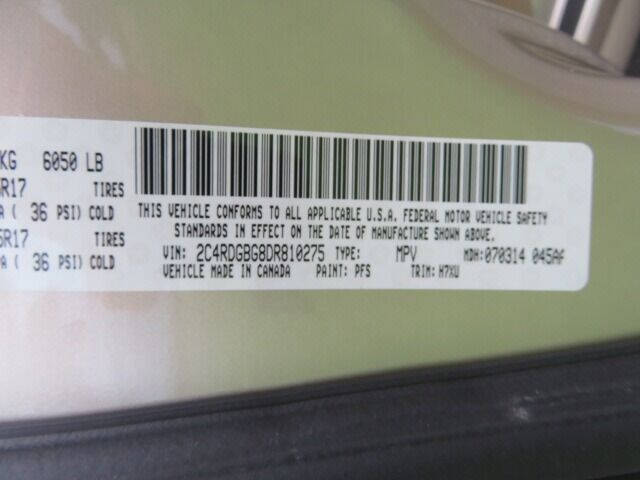 KG 6050 LB
R17 TIRES
( 36 PSI) COLD
5R17 TIRES
PA ( 36 PSI) COLD
THIS VEHICLE CONFORMS TO ALL APPLICABLE U.S.A. FEDERAL MOTOR VEHICLE SAFETY
STANDARDS IN EFFECT ON THE DATE OF MANUFACTURE SHOWN ABOVE.
VIN: 2C4RDGBG8DR810275 TYPE: MPV MDH: 070314 045AF
VEHICLE MADE IN CANADA PAINT: PFS TRIM: H7XU